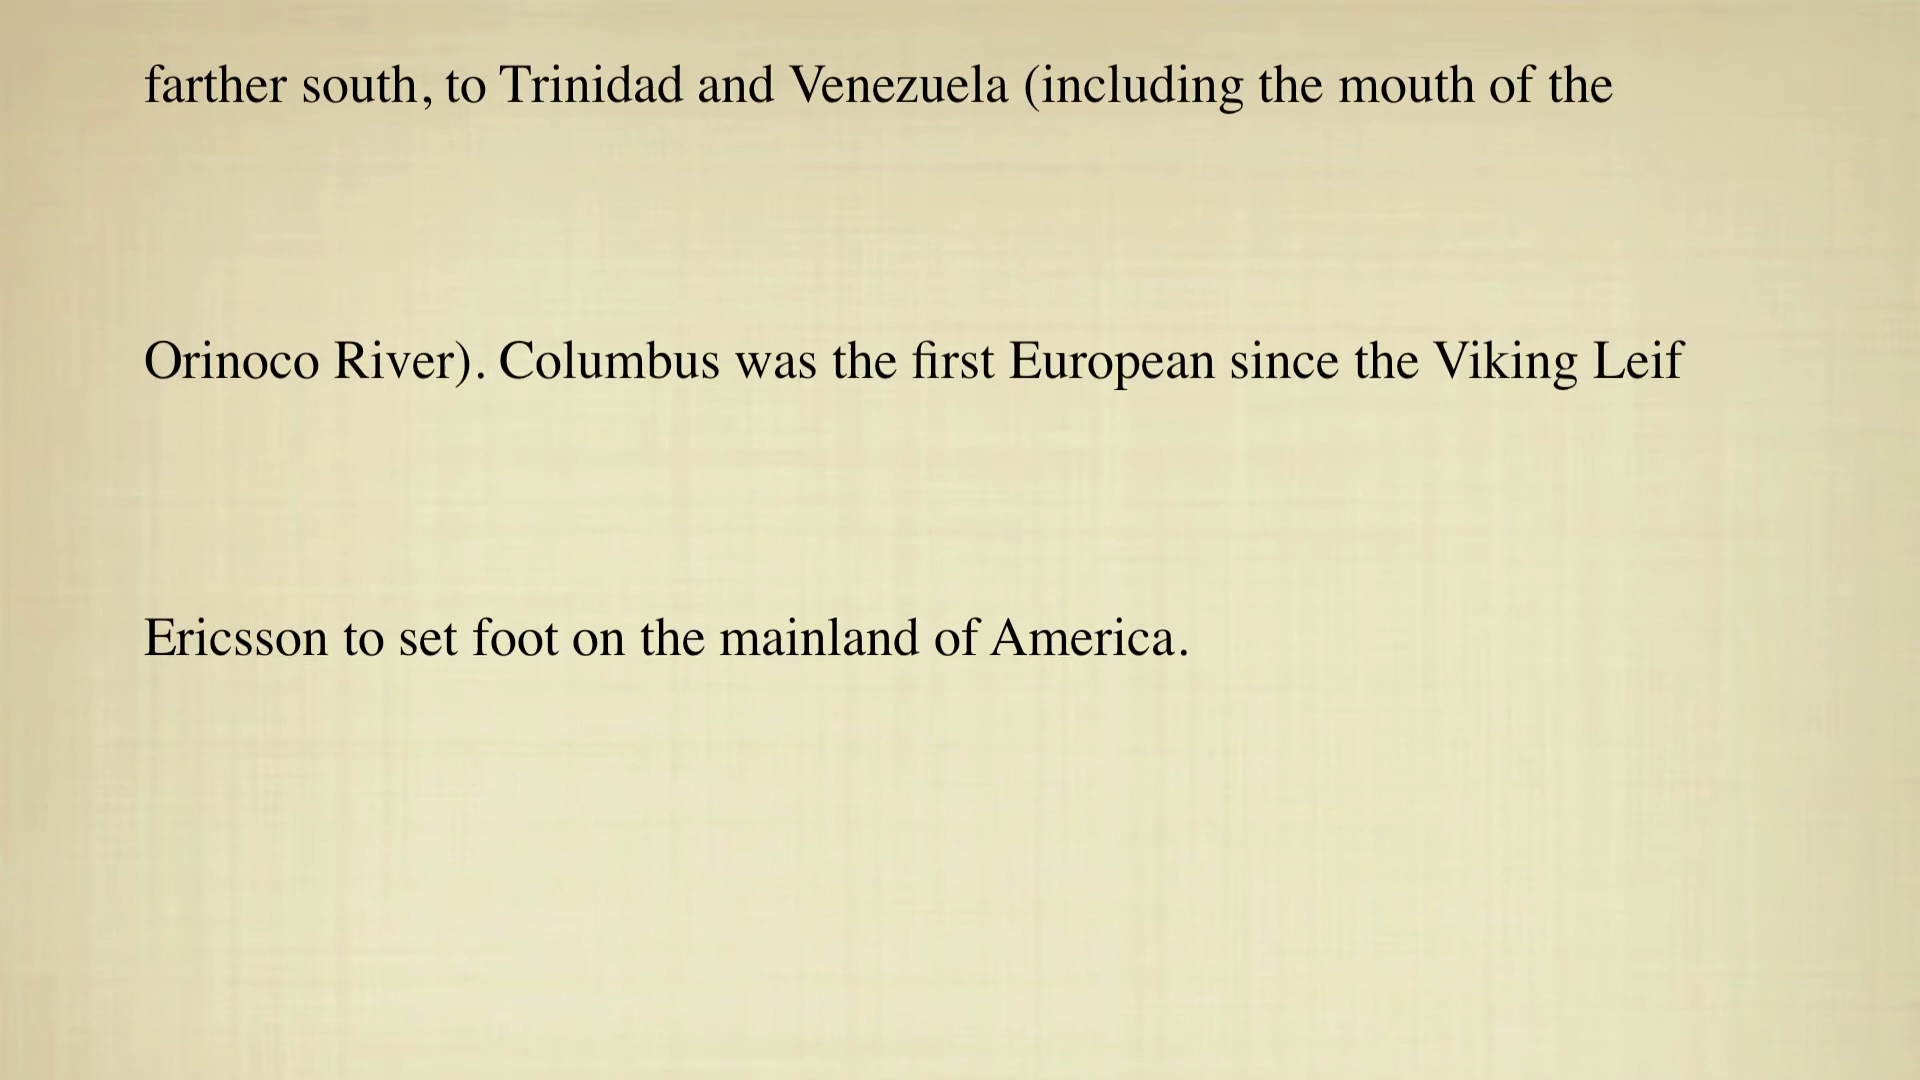 farther south, to Trinidad and Venezuela (including the mouth of the
Orinoco River). Columbus was the first European since the Viking Leif
Ericsson to set foot on the mainland of America.